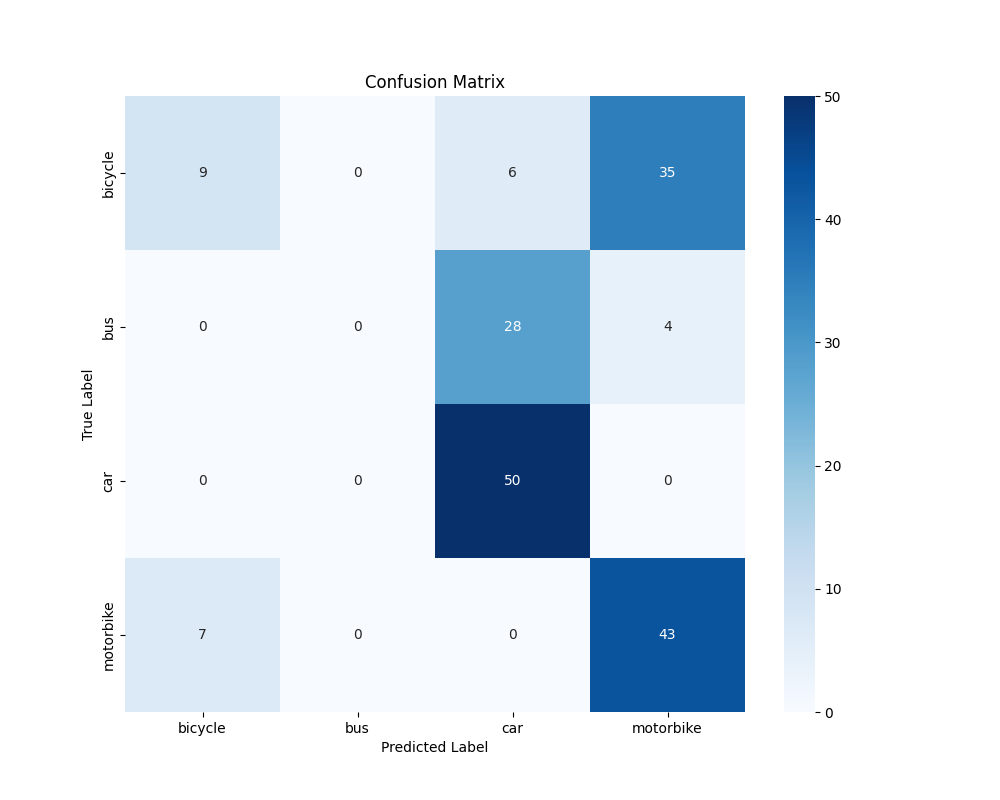 Confusion Matrix
bicycle 9 0 6 35
bus 0 0 28 4
car 0 0 50 0
motorbike 7 0 0 43
bicycle bus car motorbike
Predicted Label
True Label
50
40
30
20
10
0